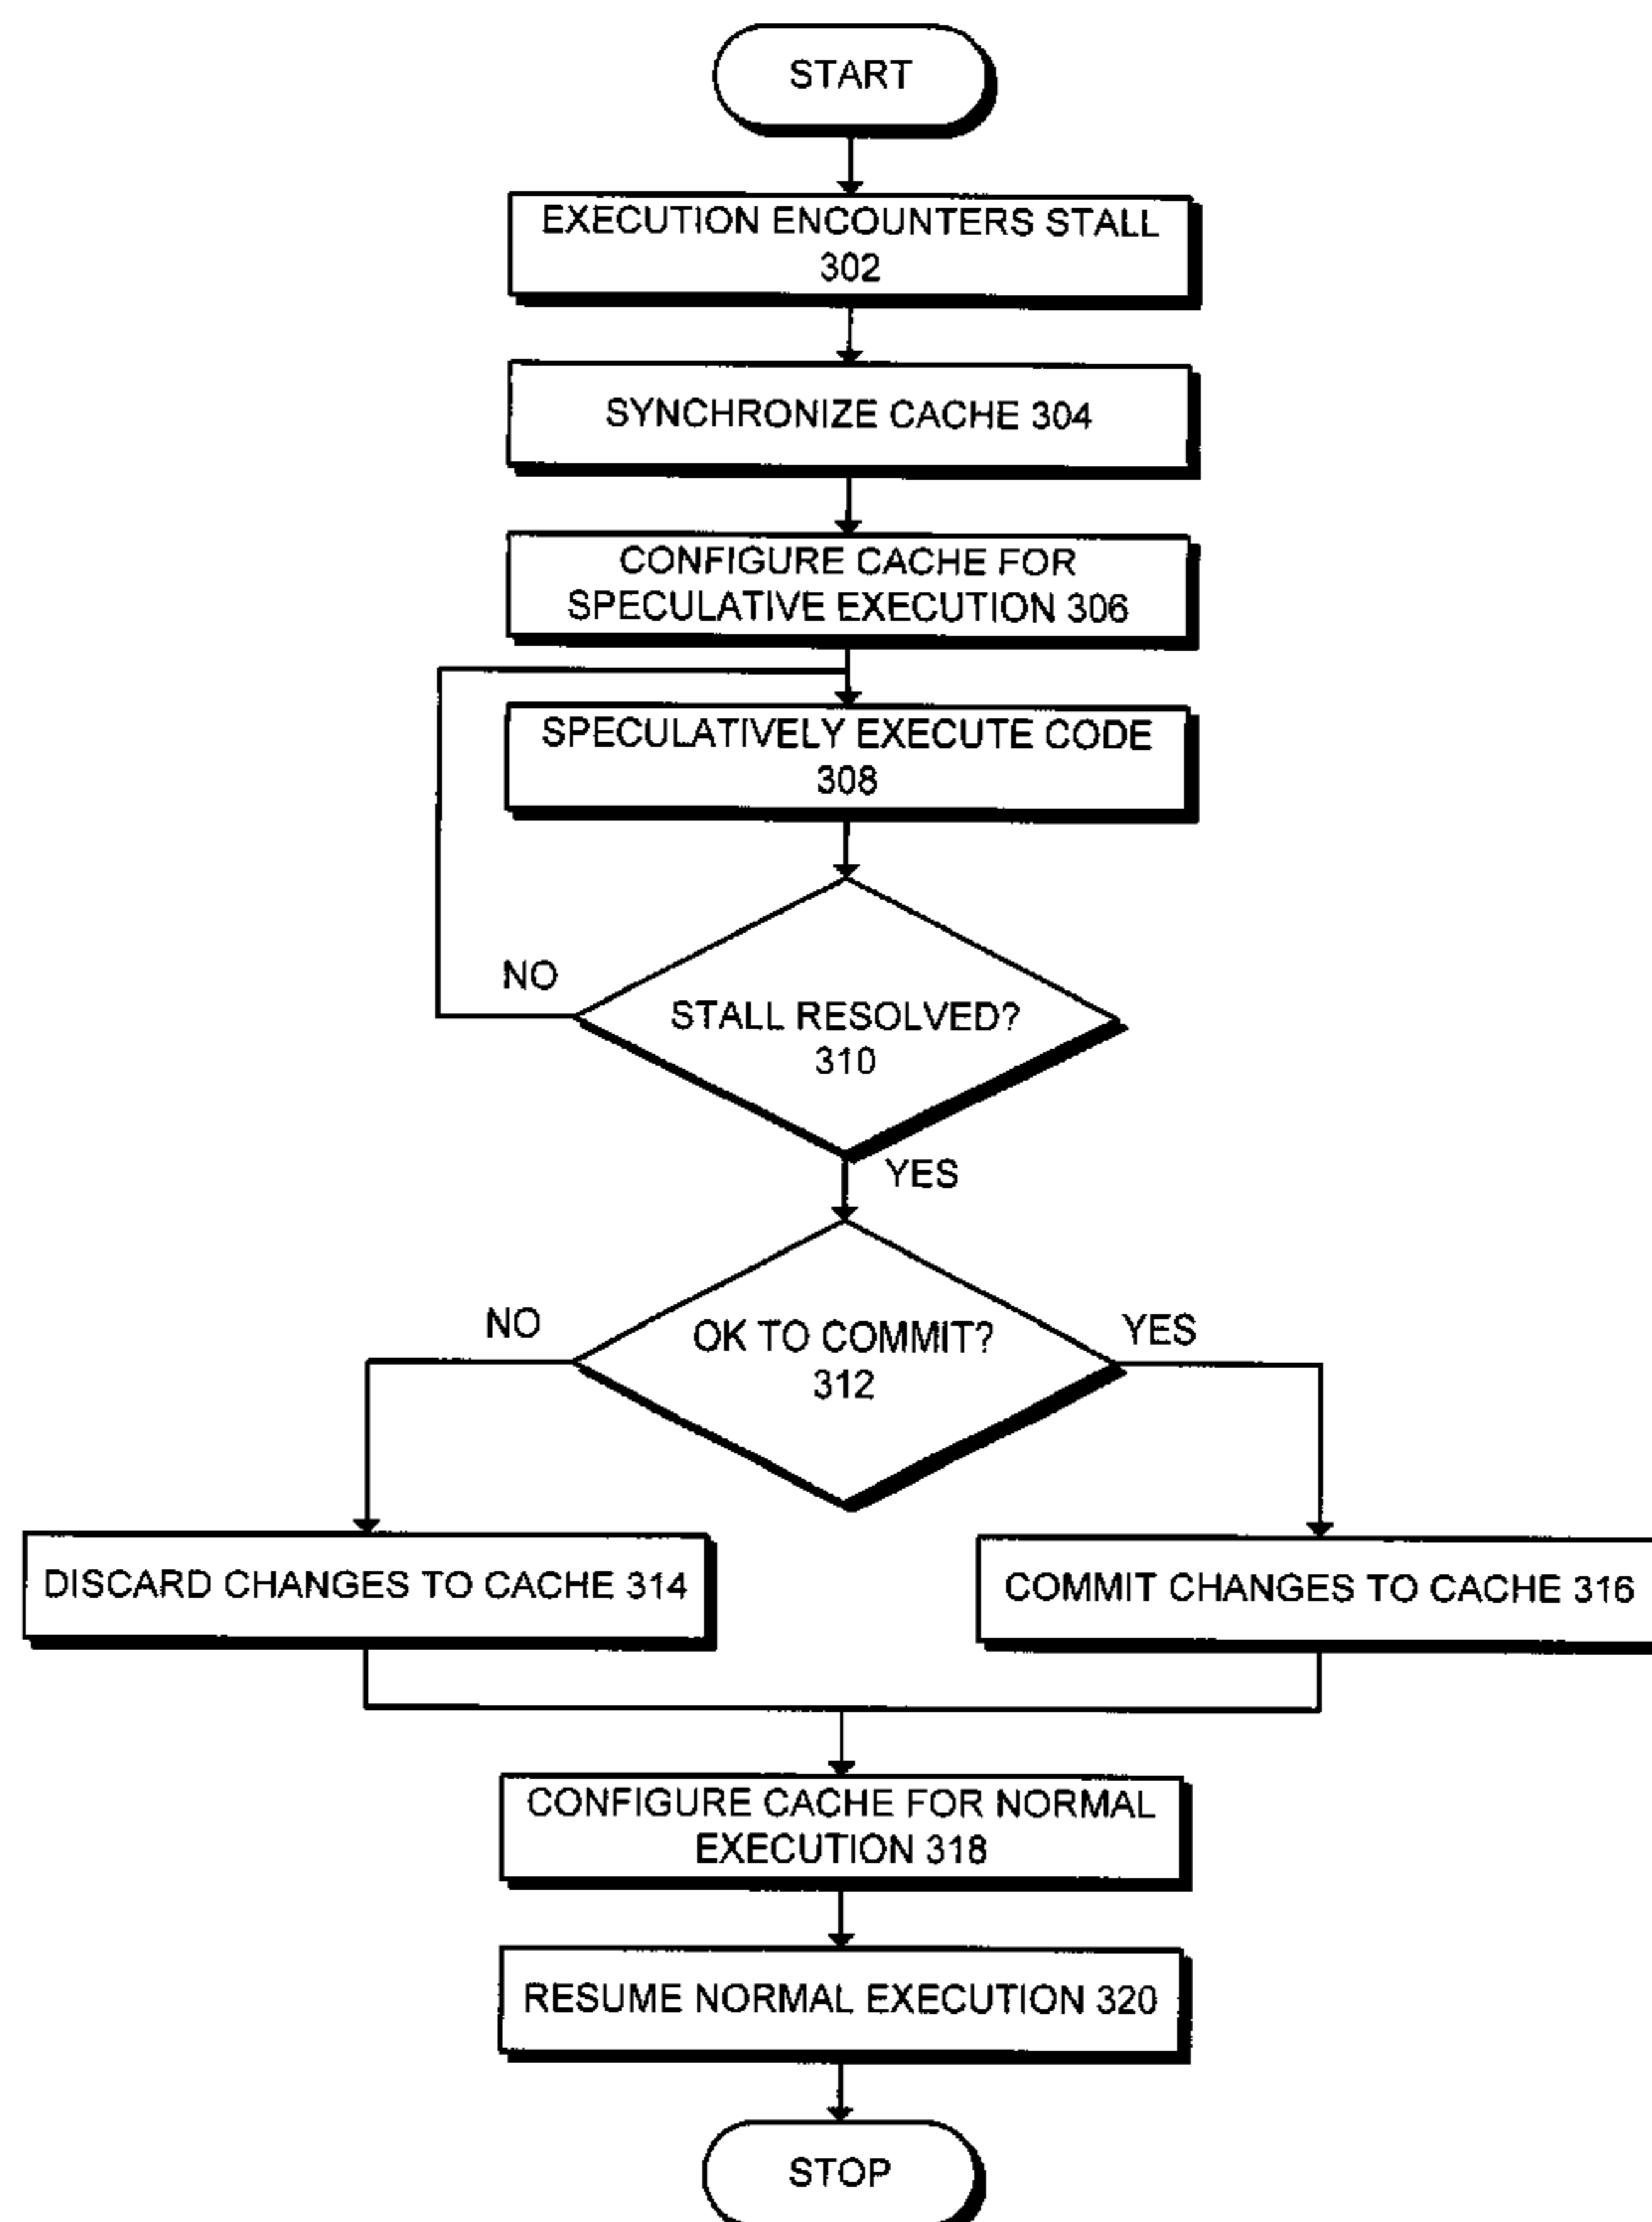 START
EXECUTION ENCOUNTERS STALL
302
SYNCHRONIZE CACHE 304
CONFIGURE CACHE FOR
SPECULATIVE EXECUTION 306
SPECULATIVELY EXECUTE CODE
308
NO
STALL RESOLVED?
310
YES
NO
OK TO COMMIT?
312
YES
DISCARD CHANGES TO CACHE 314
COMMIT CHANGES TO CACHE 316
CONFIGURE CACHE FOR NORMAL
EXECUTION 318
RESUME NORMAL EXECUTION 320
STOP